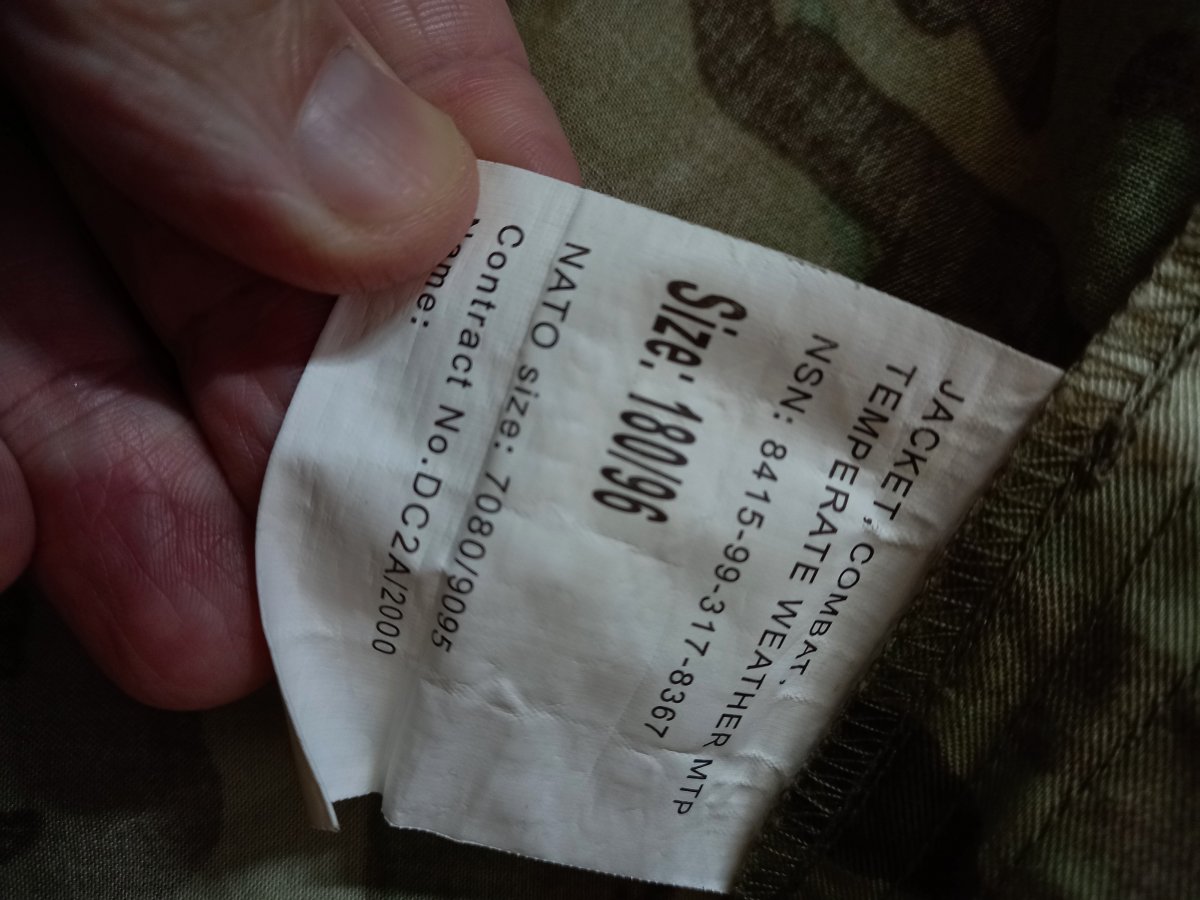 JACKET, COMBAT.
TEMPERATE WEATHER MTP
NSN: 8415-99-317-8367
Size: 180/96
NATO size: 7080/9095
Contract No.DC2A/2000
Name: